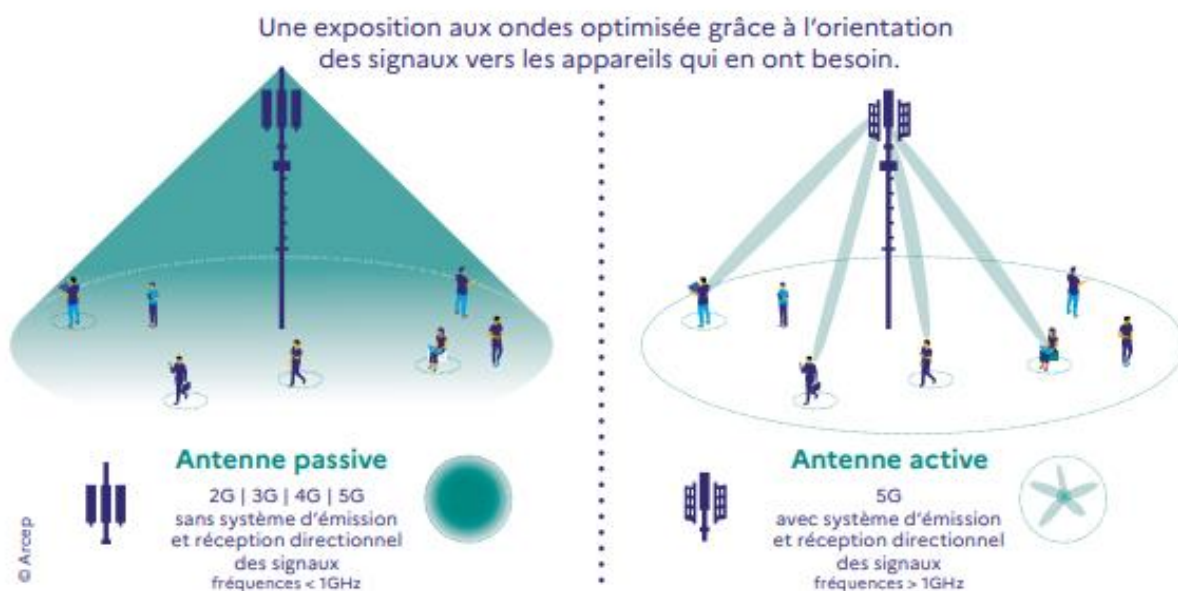 Une exposition aux ondes optimisée grâce à l'orientation
des signaux vers les appareils qui en ont besoin.
Antenne passive
2G | 3G | 4G | 5G
sans système d'émission
et réception directionnel
des signaux
fréquences < 1GHz
Antenne active
5G
avec système d'émission
et réception directionnel
des signaux
fréquences > 1GHz
© Arcep